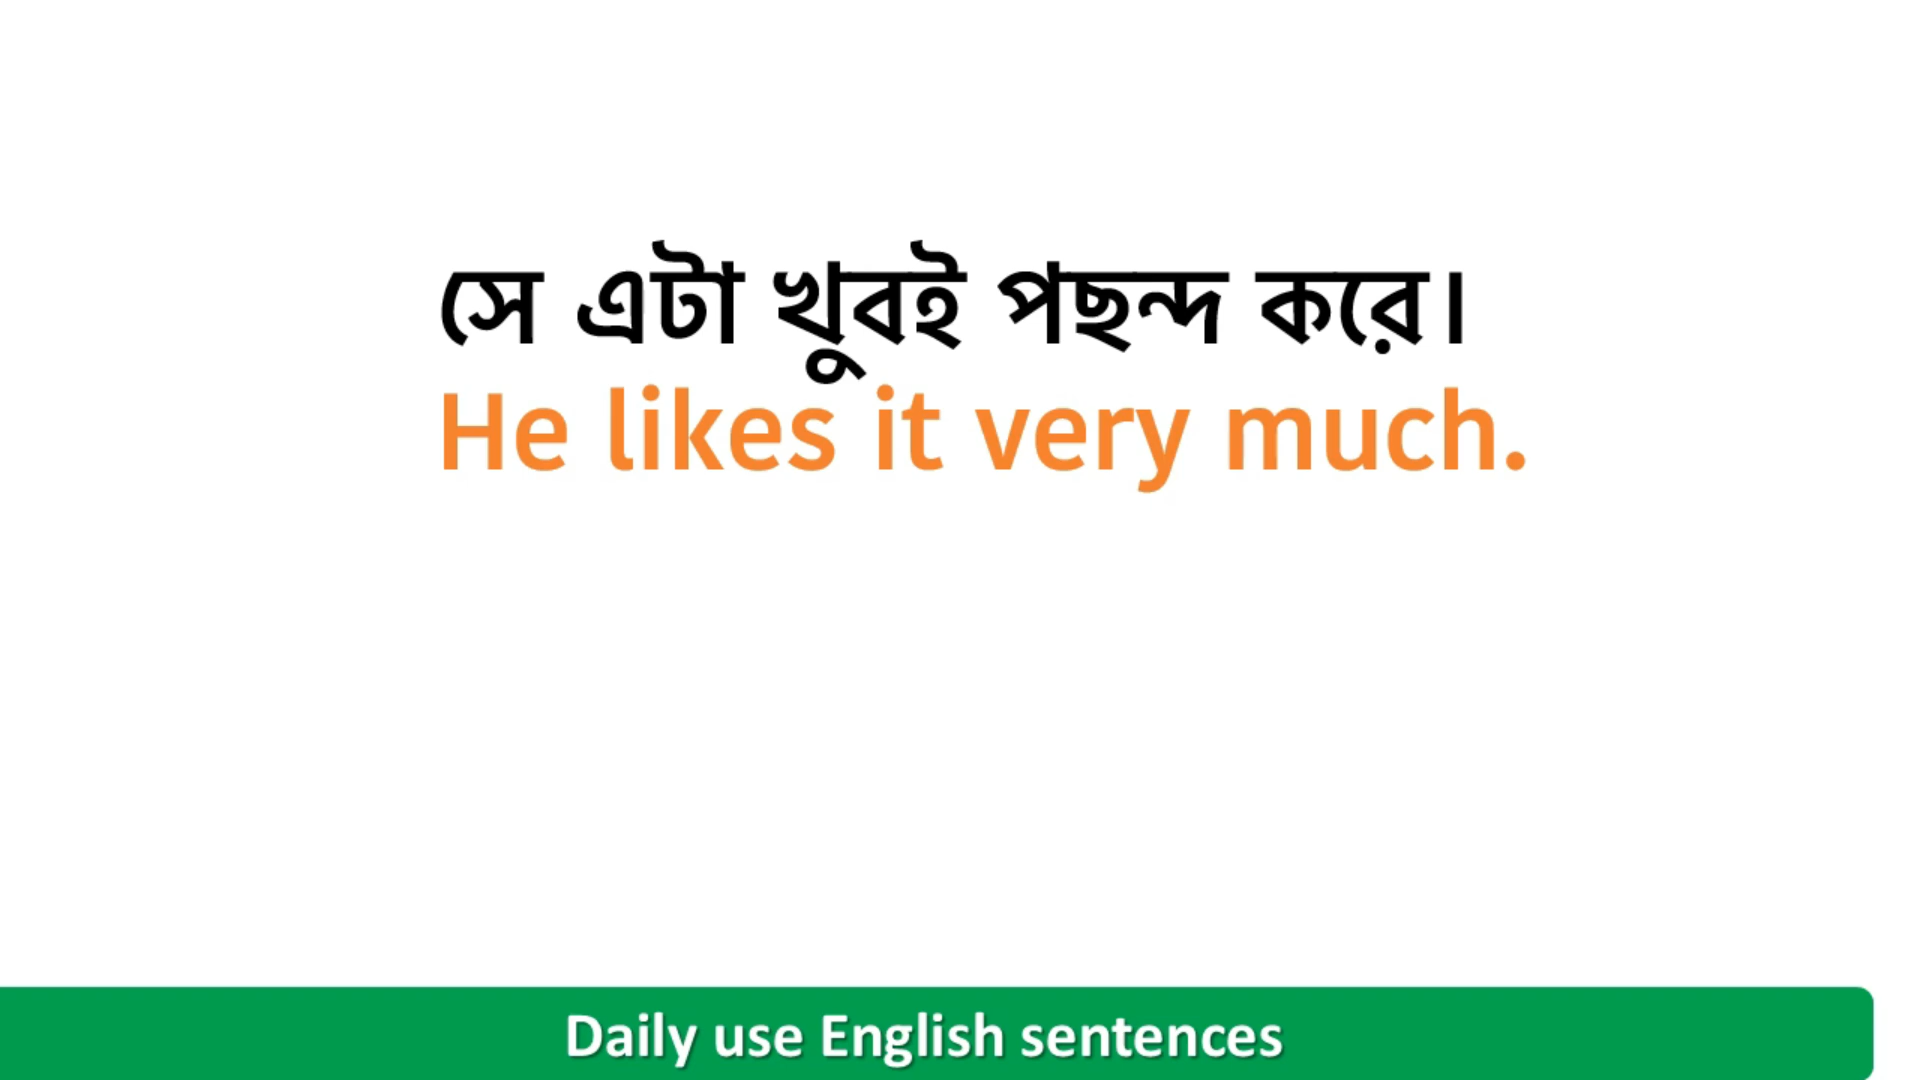 সে এটা খুবই পছন্দ করে।
He likes it very much.
Daily use English sentences